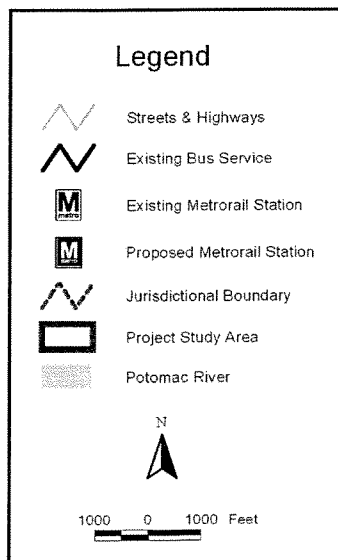 Legend
Streets & Highways
Existing Bus Service
M
metro
Existing Metrorail Station
M
Proposed Metrorail Station
Jurisdictional Boundary
Project Study Area
Potomac River
N
1000 0 1000 Feet